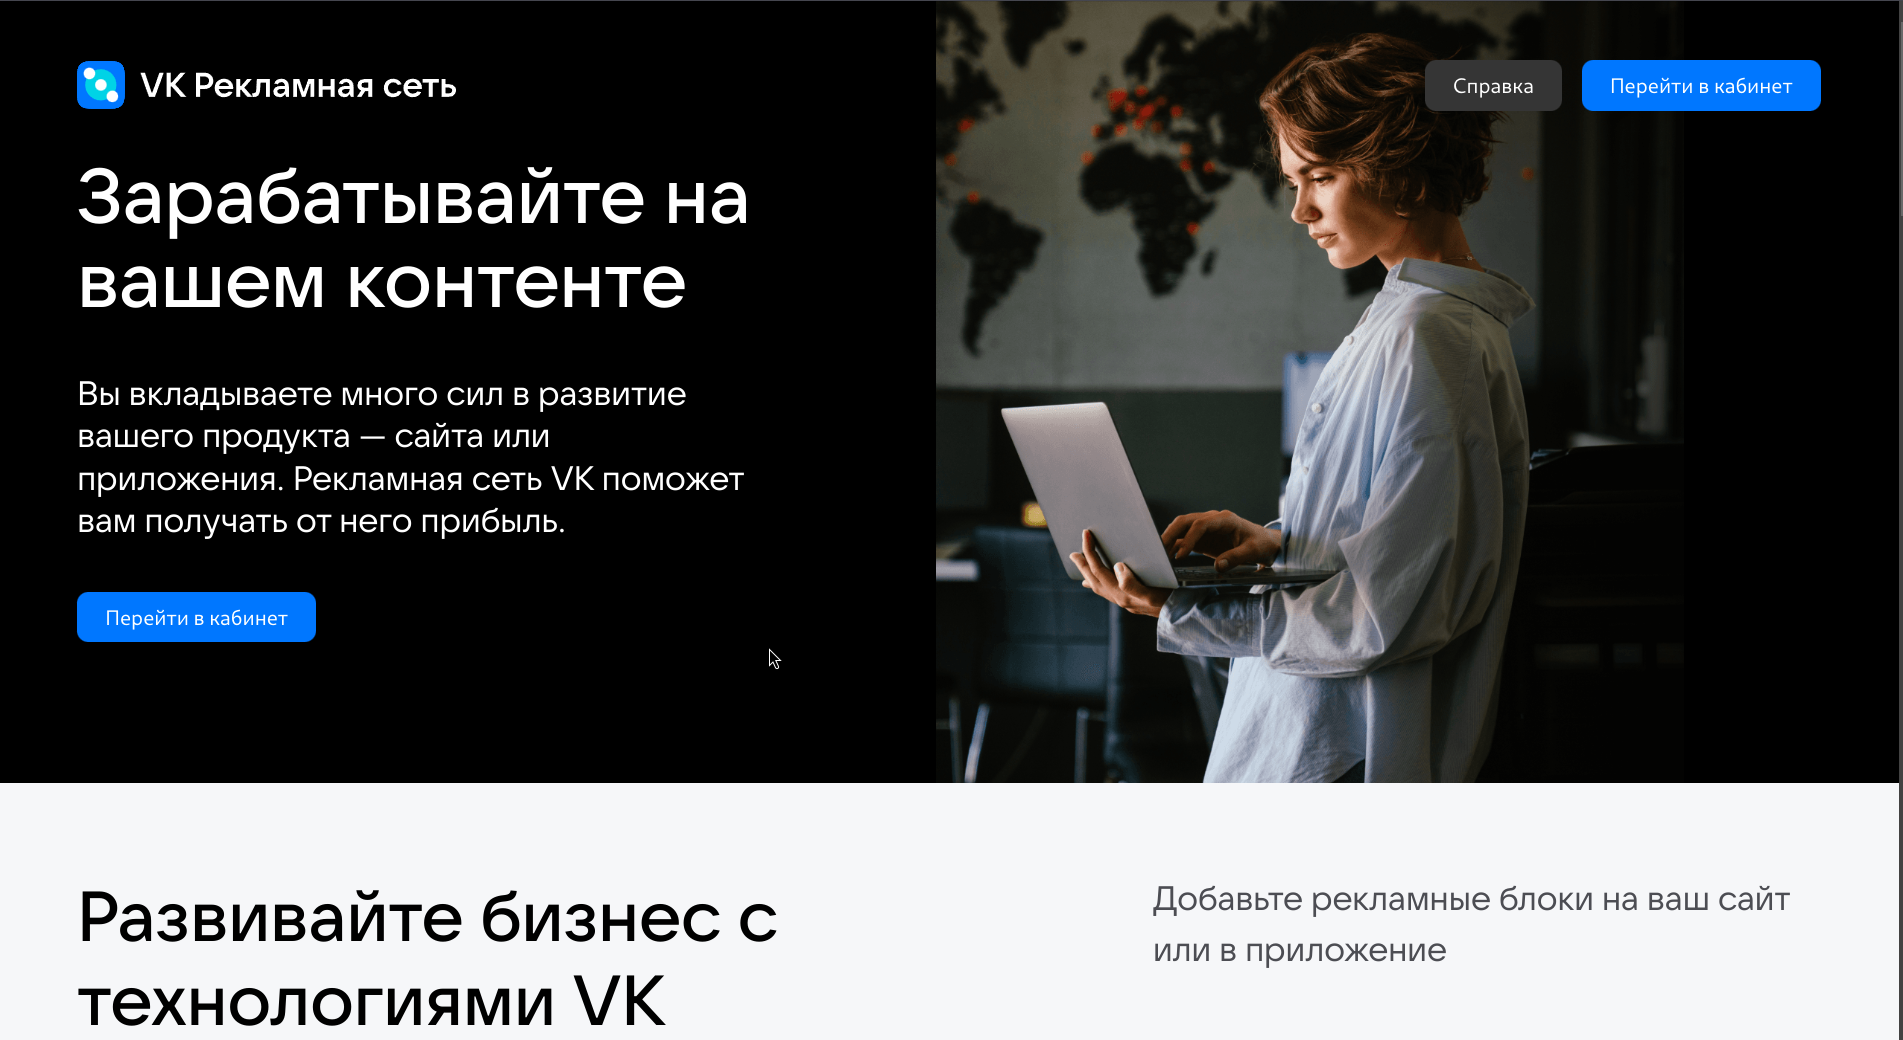 VK Рекламная сеть
Справка
Перейти в кабинет
Зарабатывайте на
вашем контенте
Вы вкладываете много сил в развитие
вашего продукта — сайта или
приложения. Рекламная сеть VK поможет
вам получать от него прибыль.
Перейти в кабинет
Развивайте бизнес с
технологиями VK
Добавьте рекламные блоки на ваш сайт
или в приложение